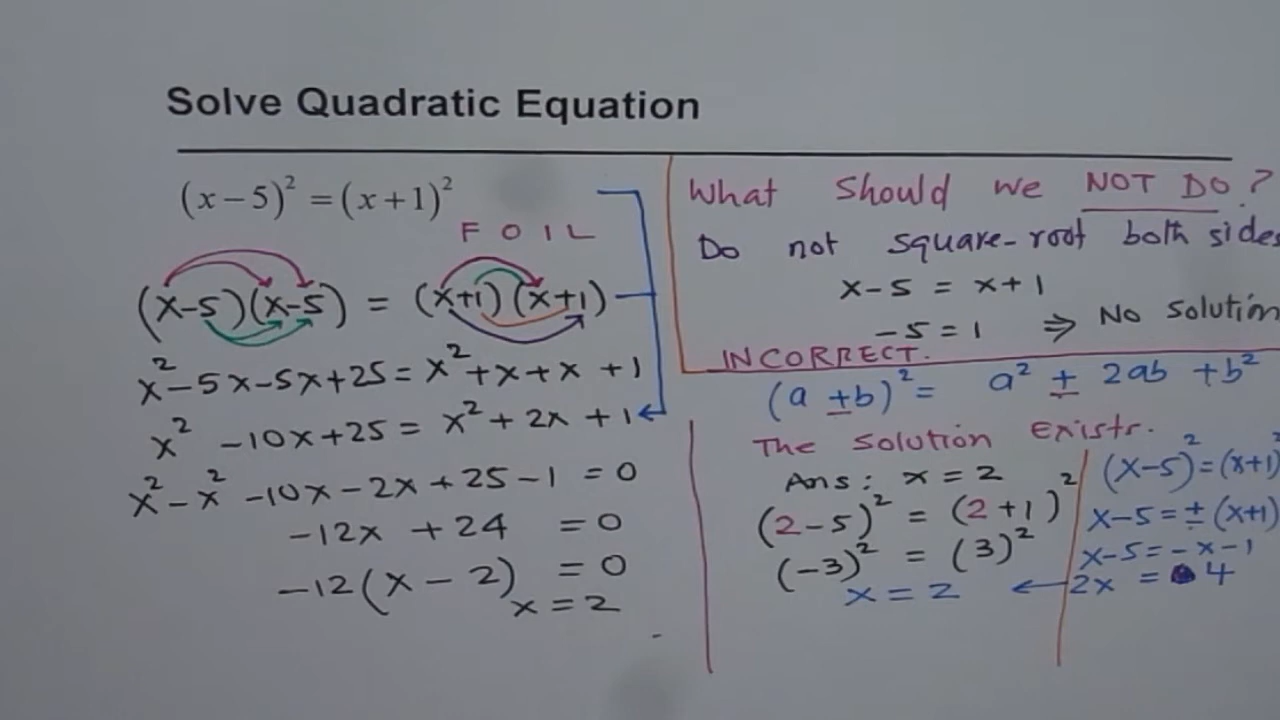 Solve Quadratic Equation
(x−5)² = (x+1)²
F O I L
(x-5)(x-5) = (x+1)(x+1)
x²-5x-5x+25 = x²+x+x+1
x² -10x+25 = x²+2x+1
x²-x² -10x-2x+25-1 = 0
-12x +24 = 0
-12(x-2) = 0
x = 2
What Should we NOT DO?
Do not square-root both sides
x-5 = x+1
-5 = 1 ⇒ No Solution
INCORRECT.
(a ± b)² = a² ± 2ab + b²
The Solution Exists.
Ans: x = 2
(2-5)² = (2+1)²
(-3)² = (3)²
x = 2 ←
(x-5)² = (x+1)²
x-5 = ± (x+1)
x-5 = -x-1
2x = 4